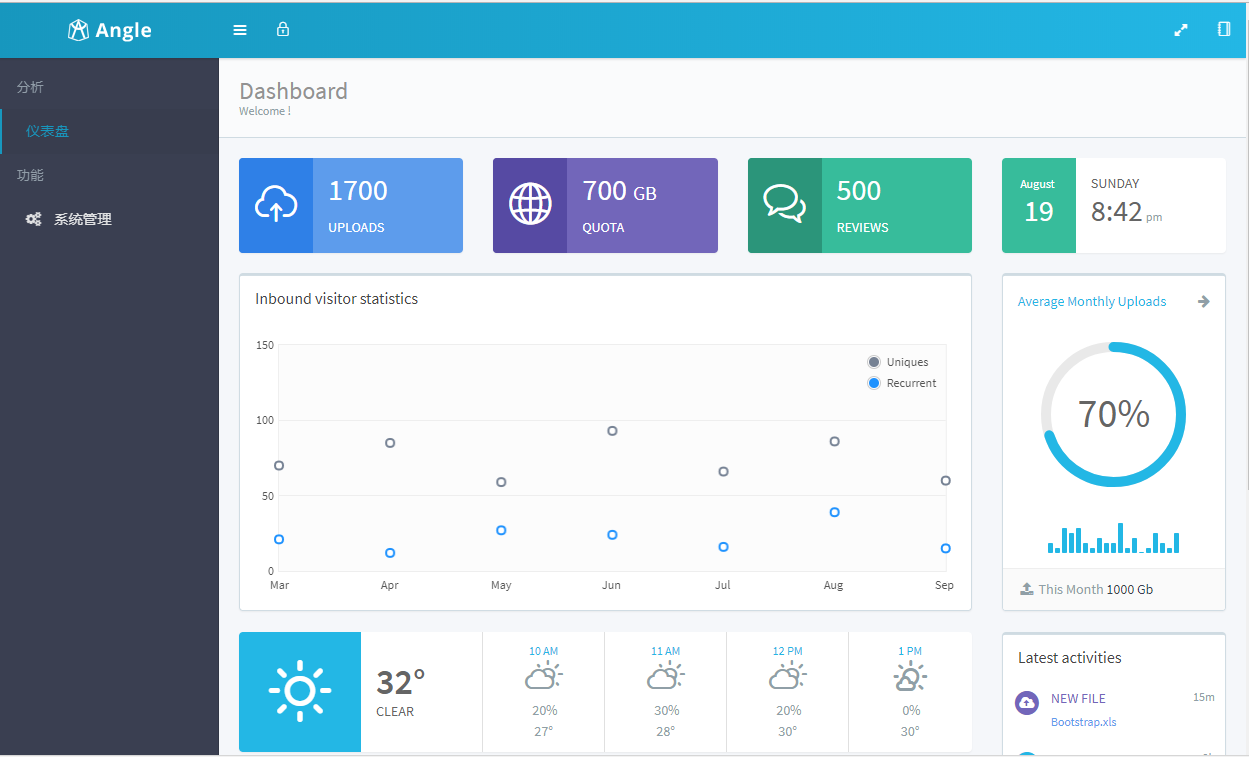 Angle
分析
仪表盘
功能
系统管理
Dashboard
Welcome !
1700
UPLOADS
700 GB
QUOTA
500
REVIEWS
August
19
SUNDAY
8:42 pm
Inbound visitor statistics
150
100
50
0
Uniques
Recurrent
Mar Apr May Jun Jul Aug Sep
Average Monthly Uploads
70%
This Month 1000 Gb
32°
CLEAR
10 AM
20%
27°
11 AM
30%
28°
12 PM
20%
30°
1 PM
0%
30°
Latest activities
NEW FILE 15m
Bootstrap.xls